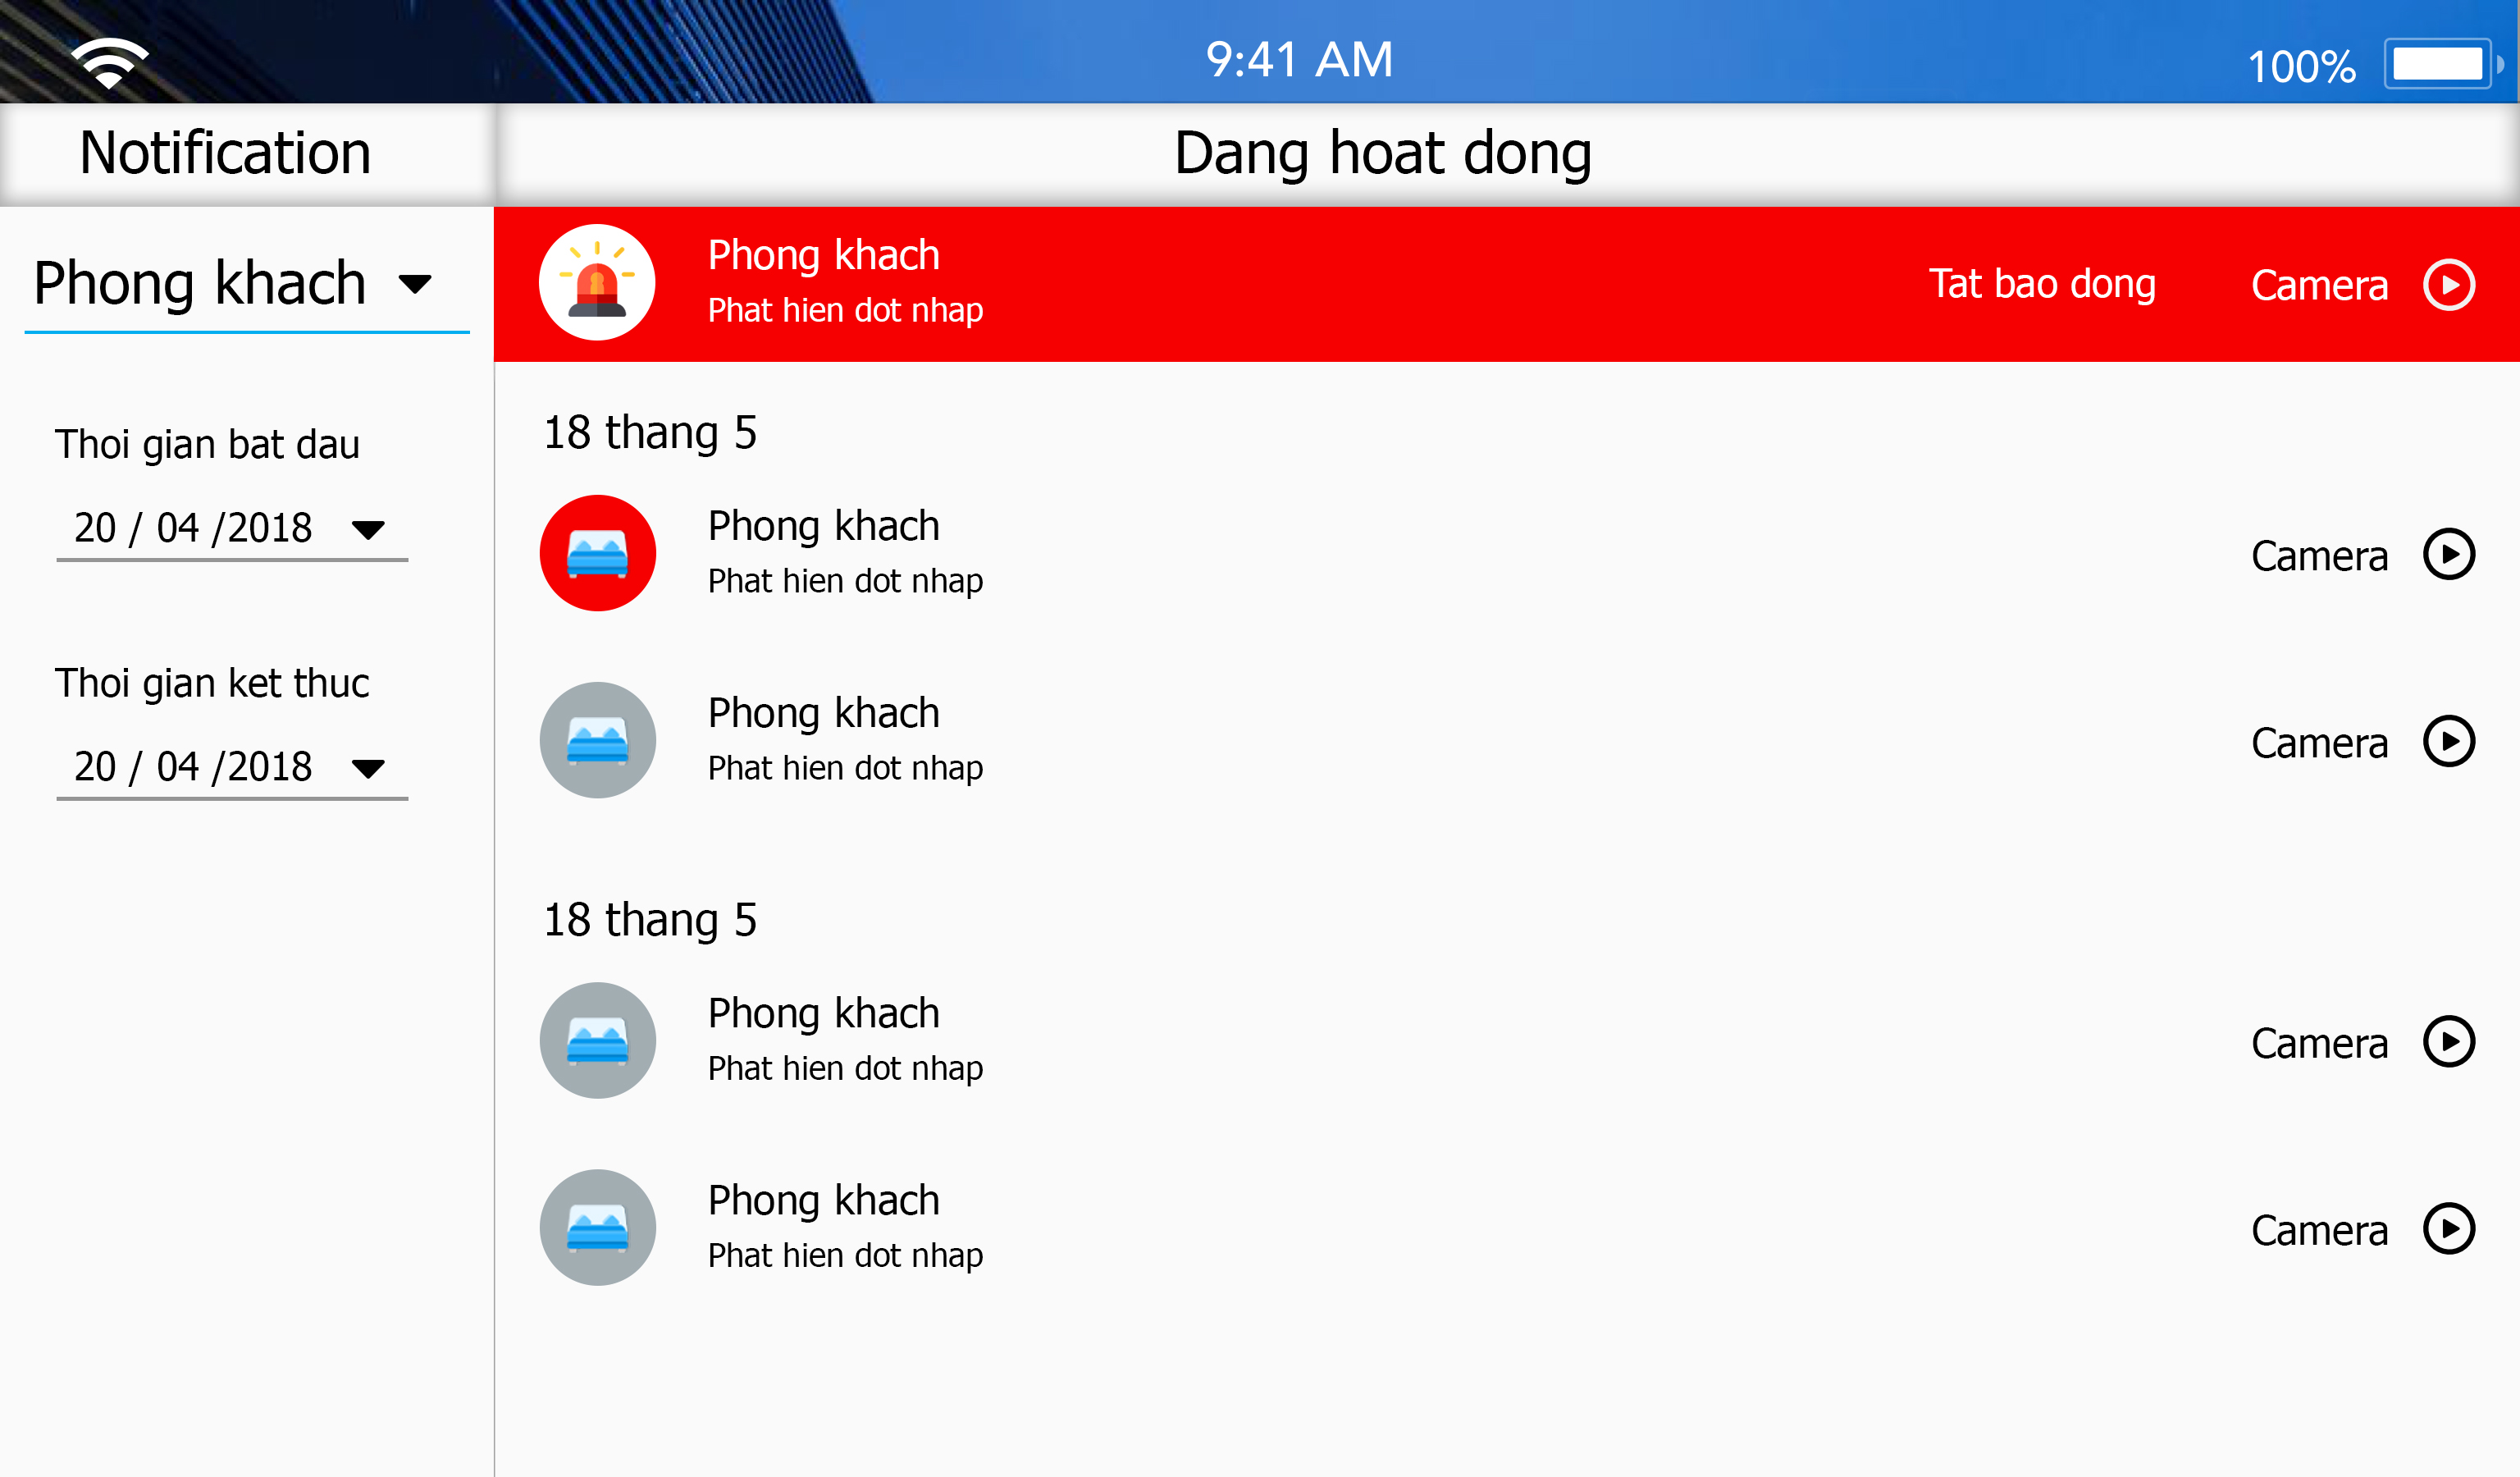 9:41 AM
100%
Notification
Dang hoat dong
Phong khach
Thoi gian bat dau
20 / 04 /2018
Thoi gian ket thuc
20 / 04 /2018
Phong khach
Phat hien dot nhap
Tat bao dong
Camera
18 thang 5
Phong khach
Phat hien dot nhap
Camera
Phong khach
Phat hien dot nhap
Camera
18 thang 5
Phong khach
Phat hien dot nhap
Camera
Phong khach
Phat hien dot nhap
Camera